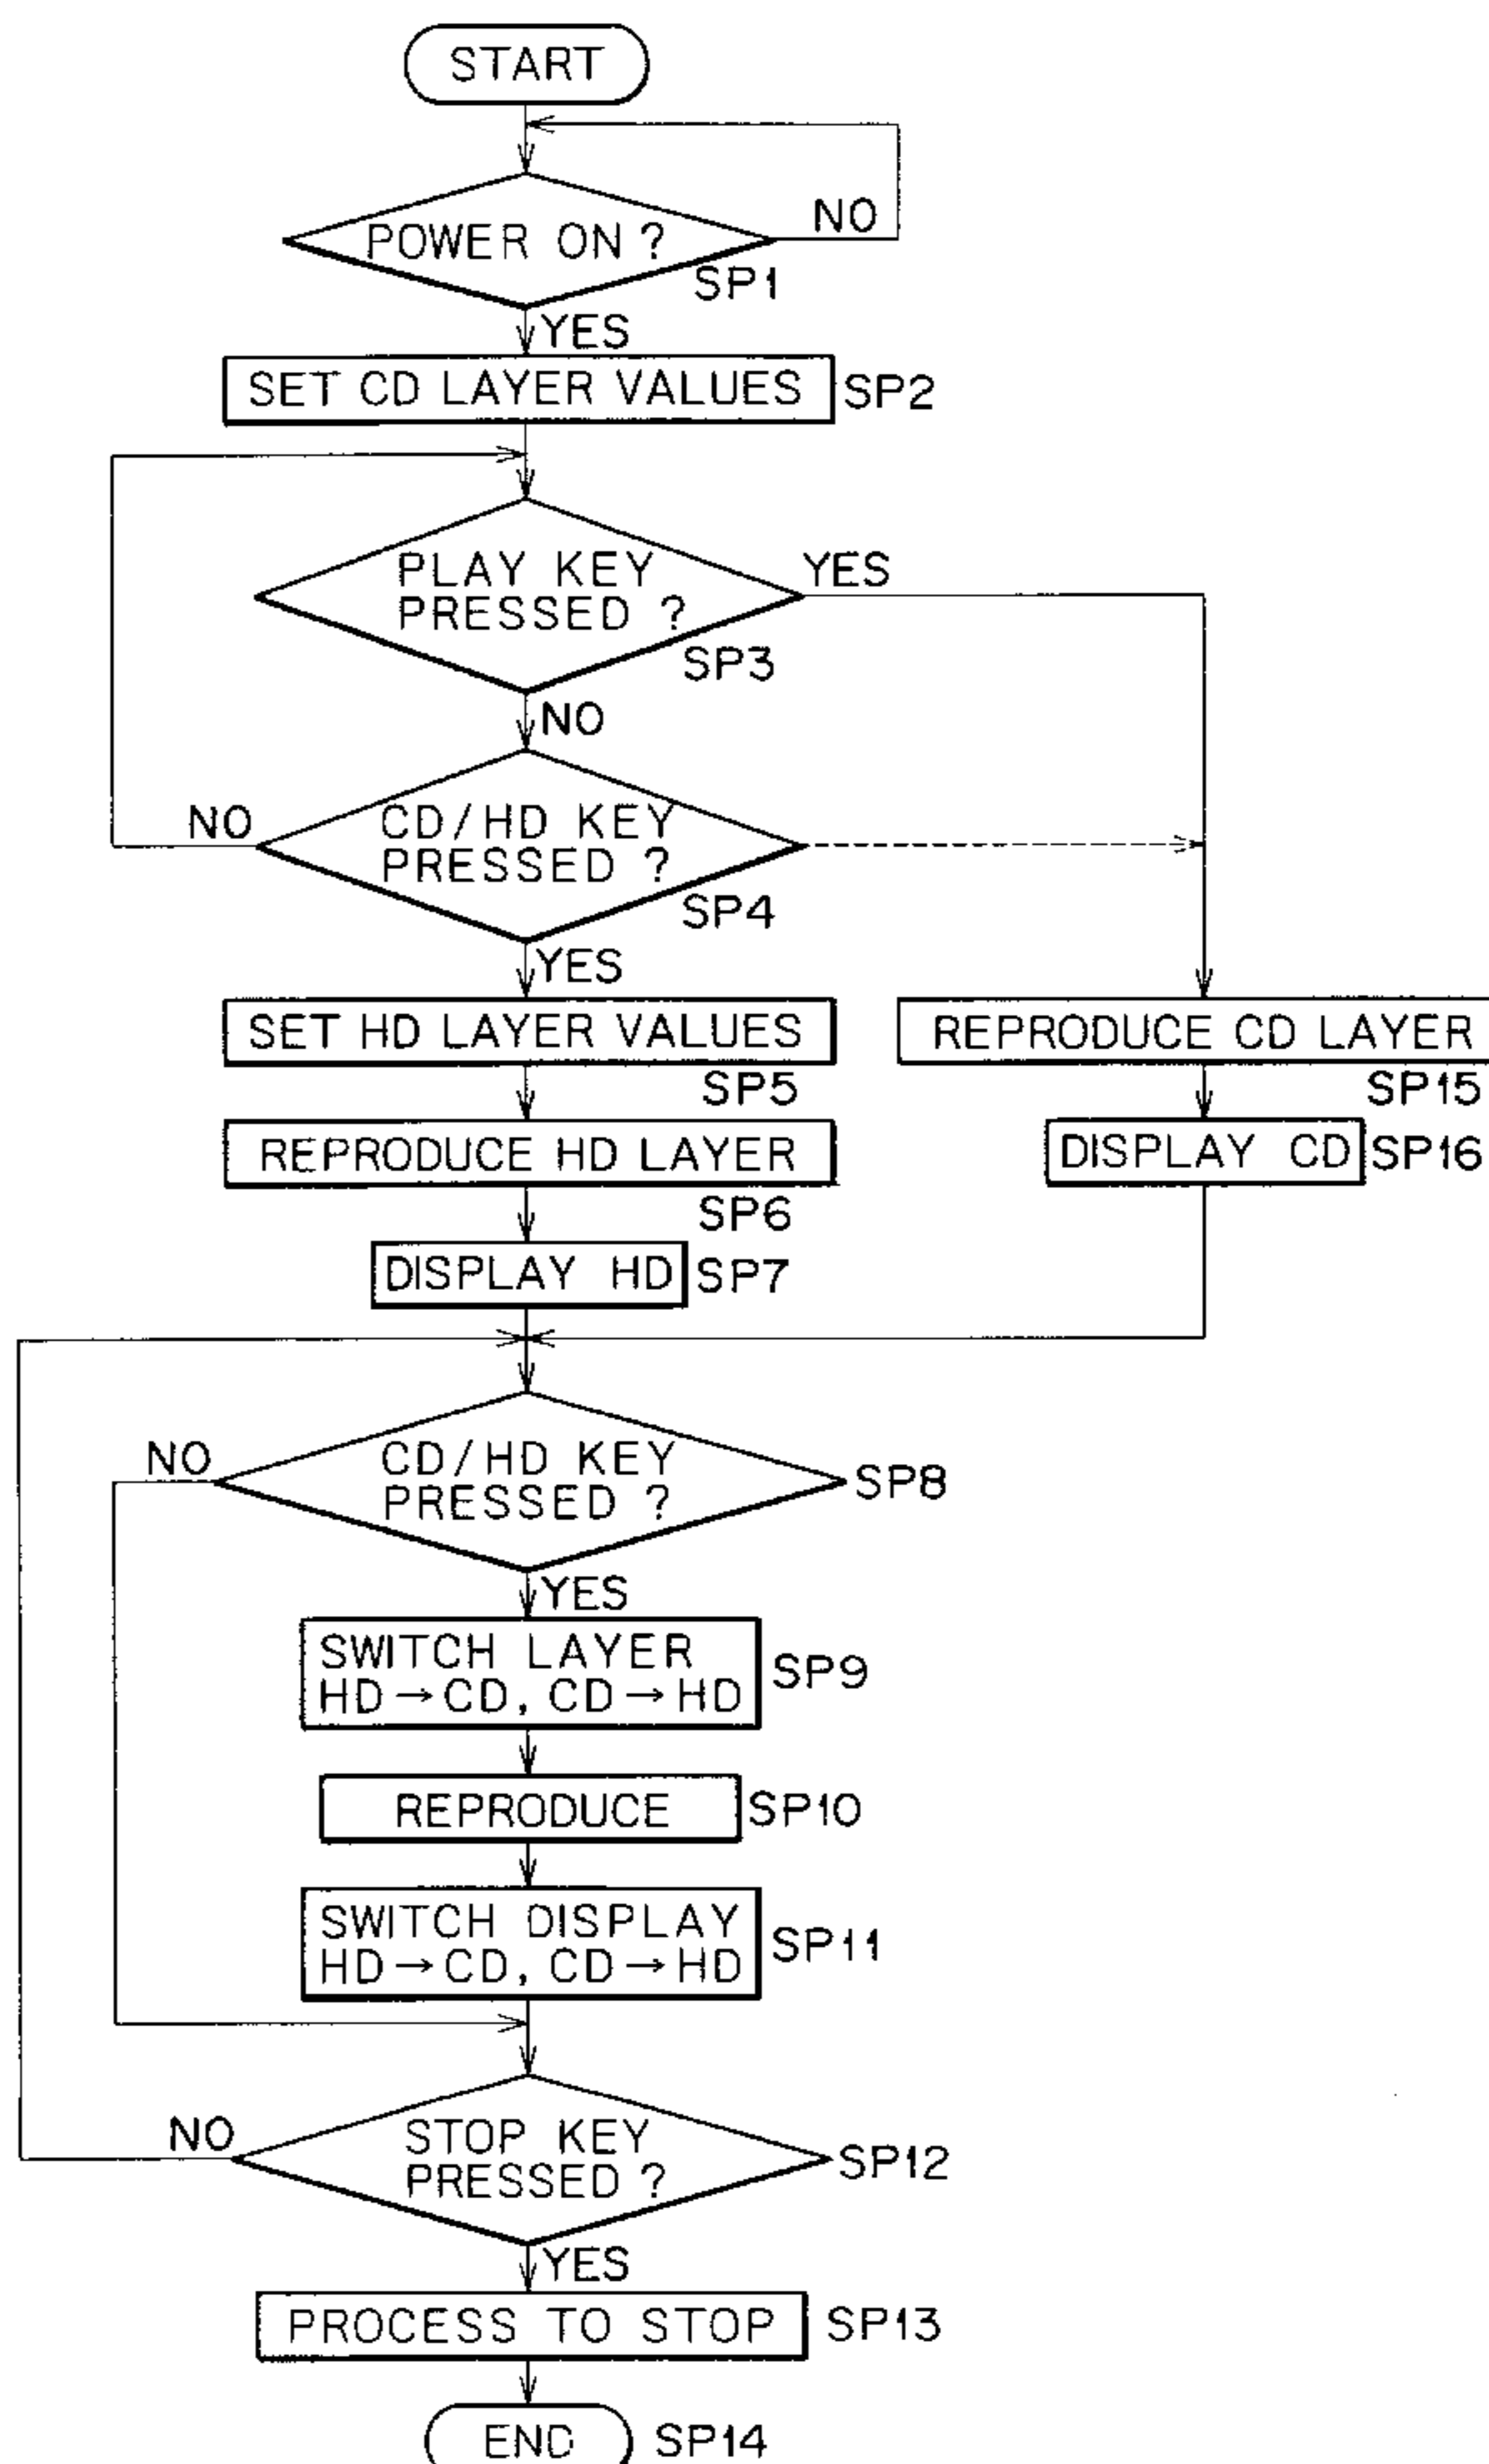 START
NO
POWER ON ?
SP1
YES
SET CD LAYER VALUES
SP2
PLAY KEY
PRESSED ?
YES
SP3
NO
NO
CD/HD KEY
PRESSED ?
SP4
YES
SET HD LAYER VALUES
SP5
REPRODUCE CD LAYER
SP15
REPRODUCE HD LAYER
SP6
DISPLAY CD
SP16
DISPLAY HD
SP7
NO
CD/HD KEY
PRESSED ?
SP8
YES
SWITCH LAYER
HD→CD, CD→HD
SP9
REPRODUCE
SP10
SWITCH DISPLAY
HD→CD, CD→HD
SP11
NO
STOP KEY
PRESSED ?
SP12
YES
PROCESS TO STOP
SP13
END
SP14